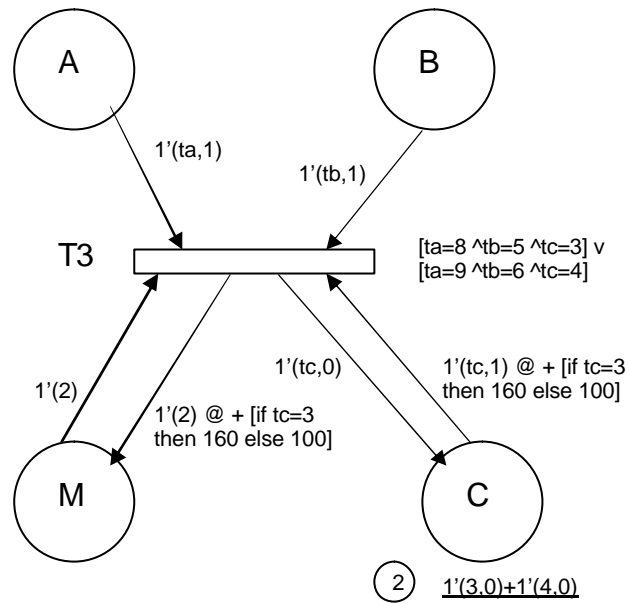 A
B
1'(ta,1)
1'(tb,1)
T3
[ta=8 ^tb=5 ^tc=3] v
[ta=9 ^tb=6 ^tc=4]
1'(2)
1'(tc,0)
1'(tc,1) @ + [if tc=3
then 160 else 100]
1'(2) @ + [if tc=3
then 160 else 100]
M
C
2
1'(3,0)+1'(4,0)